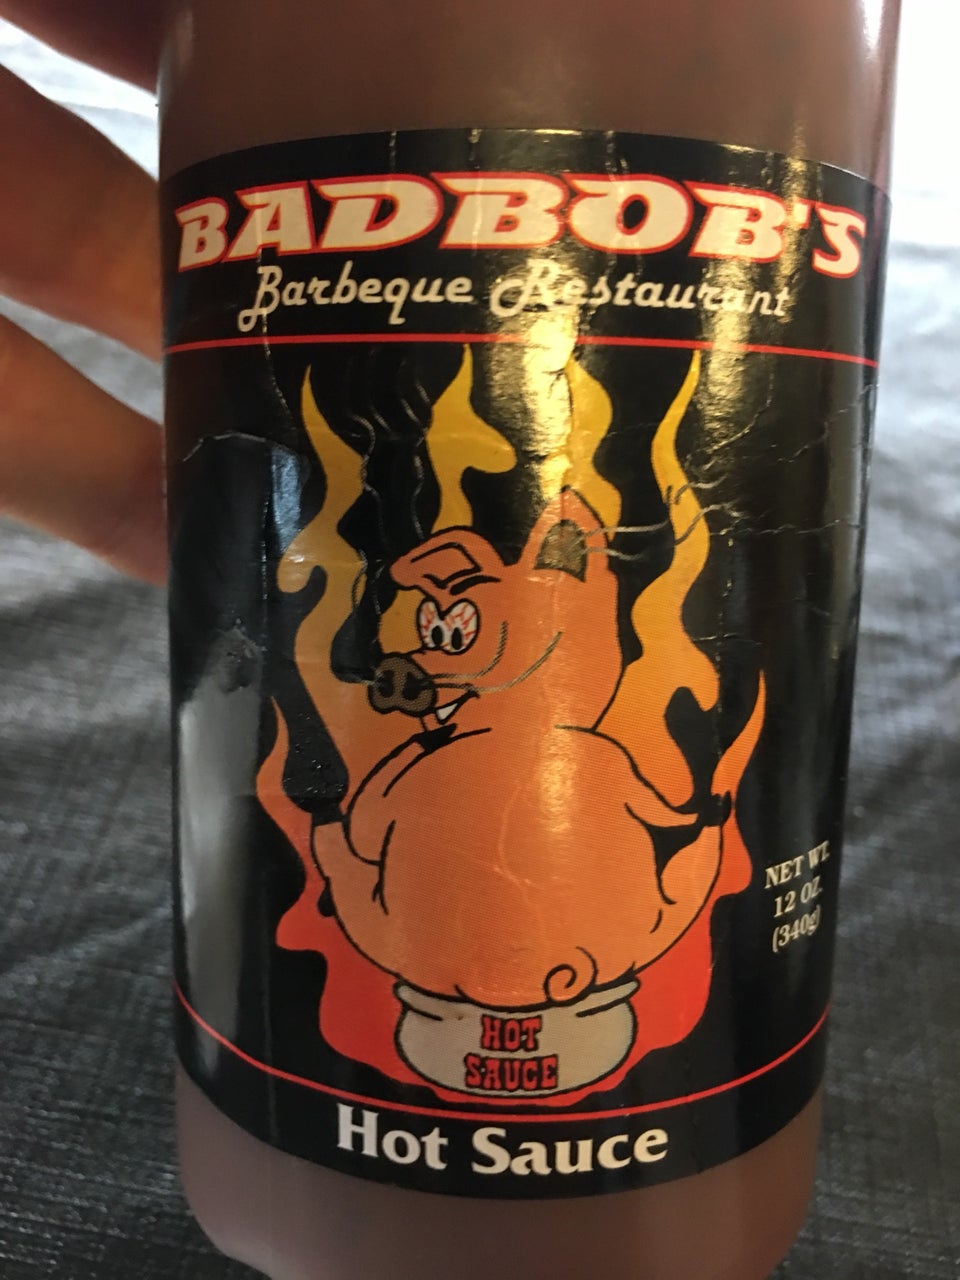 BADBOB'S
Barbeque Restaurant
NET WT.
12 OZ.
(340g)
HOT
SAUCE
Hot Sauce